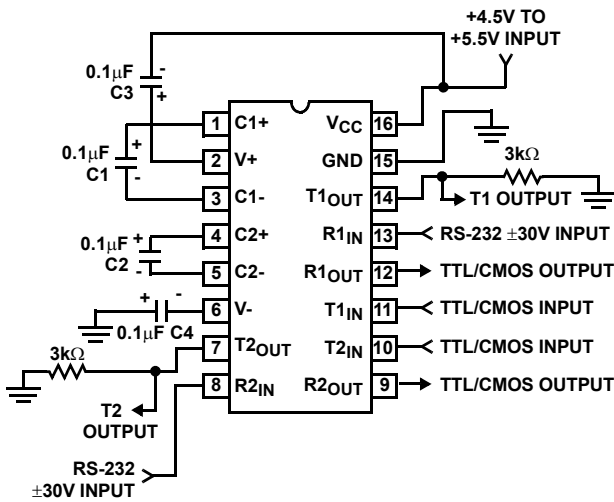 +4.5V TO
+5.5V INPUT
0.1μF
C3
-
+
1 C1+
VCC 16
0.1μF
C1
+
-
2 V+
GND 15
3kΩ
3 C1-
T1OUT 14
T1 OUTPUT
4 C2+
R1IN 13
RS-232 ±30V INPUT
0.1μF
C2
+
-
5 C2-
R1OUT 12
TTL/CMOS OUTPUT
6 V-
T1IN 11
TTL/CMOS INPUT
+ -
0.1μF C4
7 T2OUT
T2IN 10
TTL/CMOS INPUT
3kΩ
8 R2IN
R2OUT 9
TTL/CMOS OUTPUT
T2
OUTPUT
RS-232
±30V INPUT